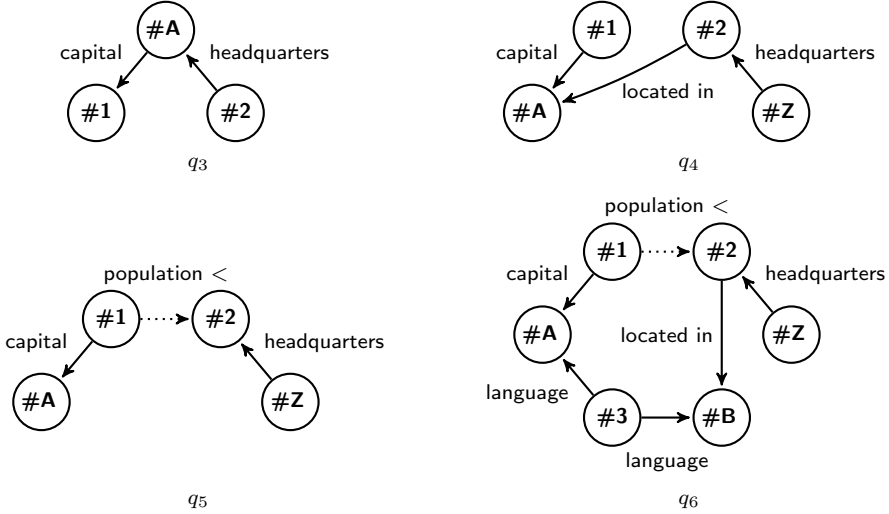 #A
capital
headquarters
#1
#2
q3
#1
#2
capital
headquarters
located in
#A
#Z
q4
population <
#1
#2
capital
headquarters
#A
#Z
q5
population <
#1
#2
capital
headquarters
#A
located in
#Z
language
#3
#B
language
q6